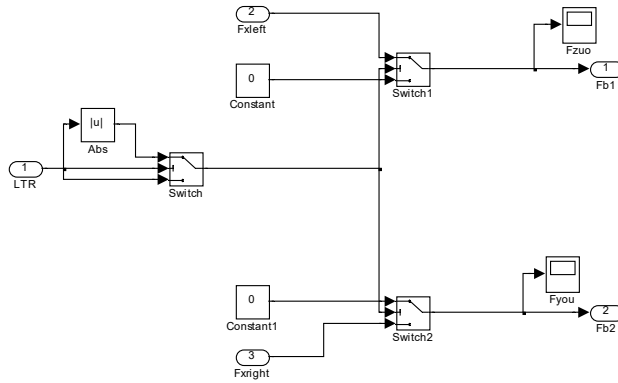 2
Fxleft
Fzuo
1
Fb1
0
Constant
Switch1
|u|
Abs
1
LTR
Switch
0
Constant1
Fyou
2
Fb2
Switch2
3
Fxright